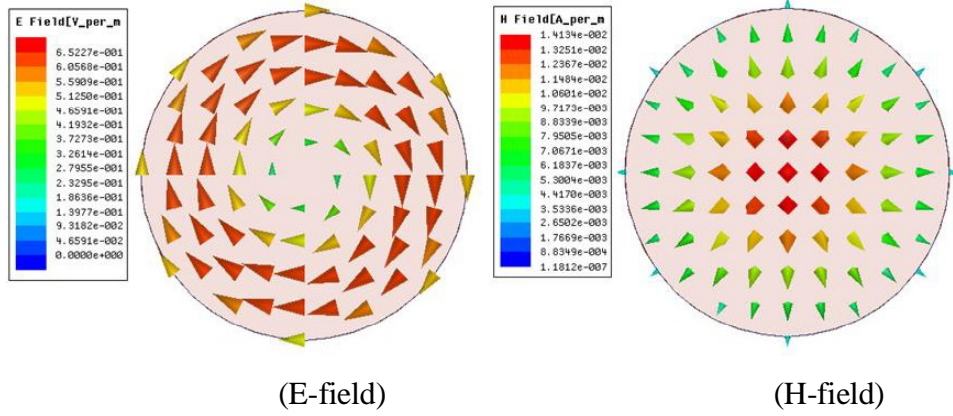 E Field[V_per_m
6.5227e-001
6.0568e-001
5.5909e-001
5.1250e-001
4.6591e-001
4.1932e-001
3.7273e-001
3.2614e-001
2.7955e-001
2.3295e-001
1.8636e-001
1.3977e-001
9.3182e-002
4.6591e-002
0.0000e+000
H Field[A_per_m
1.4134e-002
1.3251e-002
1.2367e-002
1.1484e-002
1.0601e-002
9.7173e-003
8.8339e-003
7.9505e-003
7.0671e-003
6.1837e-003
5.3004e-003
4.4170e-003
3.5336e-003
2.6502e-003
1.7669e-003
8.8349e-004
1.1812e-007
(E-field)
(H-field)